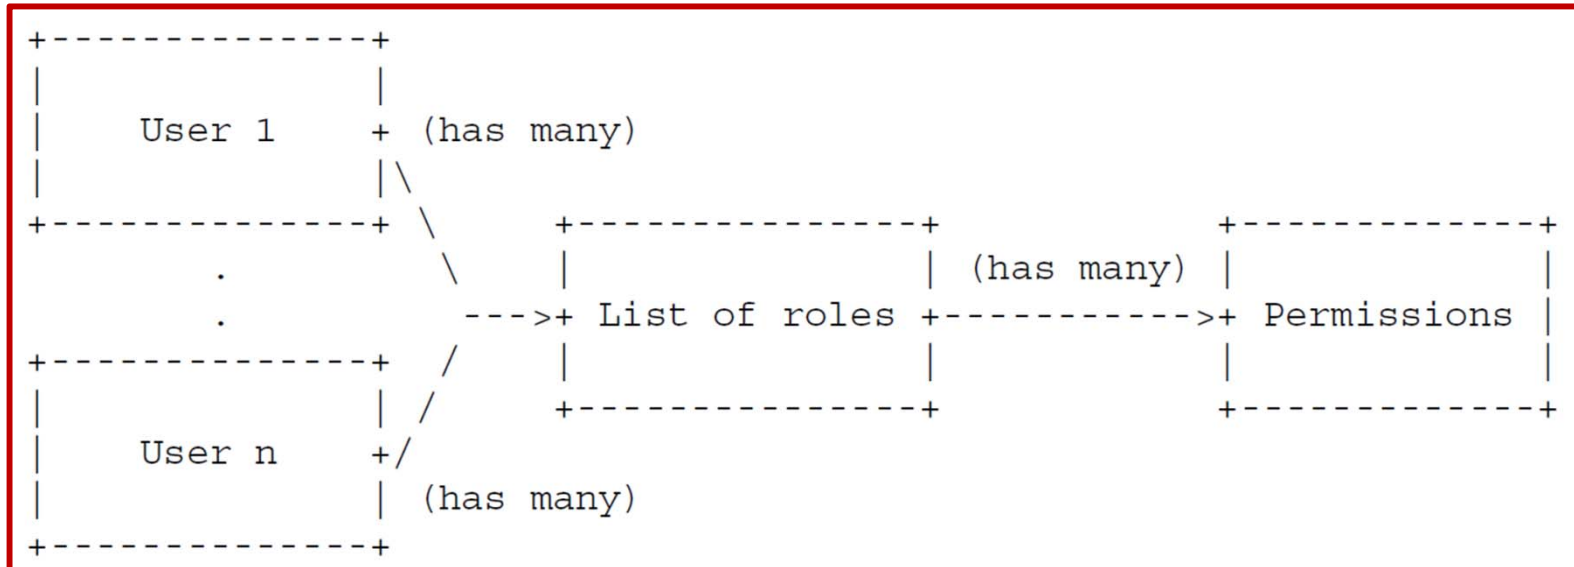 +--------------+
|              |
|    User 1    + (has many)
|              |\
+--------------+ \     +---------------+            +-------------+
       .          \    |               | (has many) |             |
       .           --->+ List of roles +----------->+ Permissions |
+--------------+  /    |               |            |             |
|              | /     +---------------+            +-------------+
|    User n    +/
|              | (has many)
+--------------+